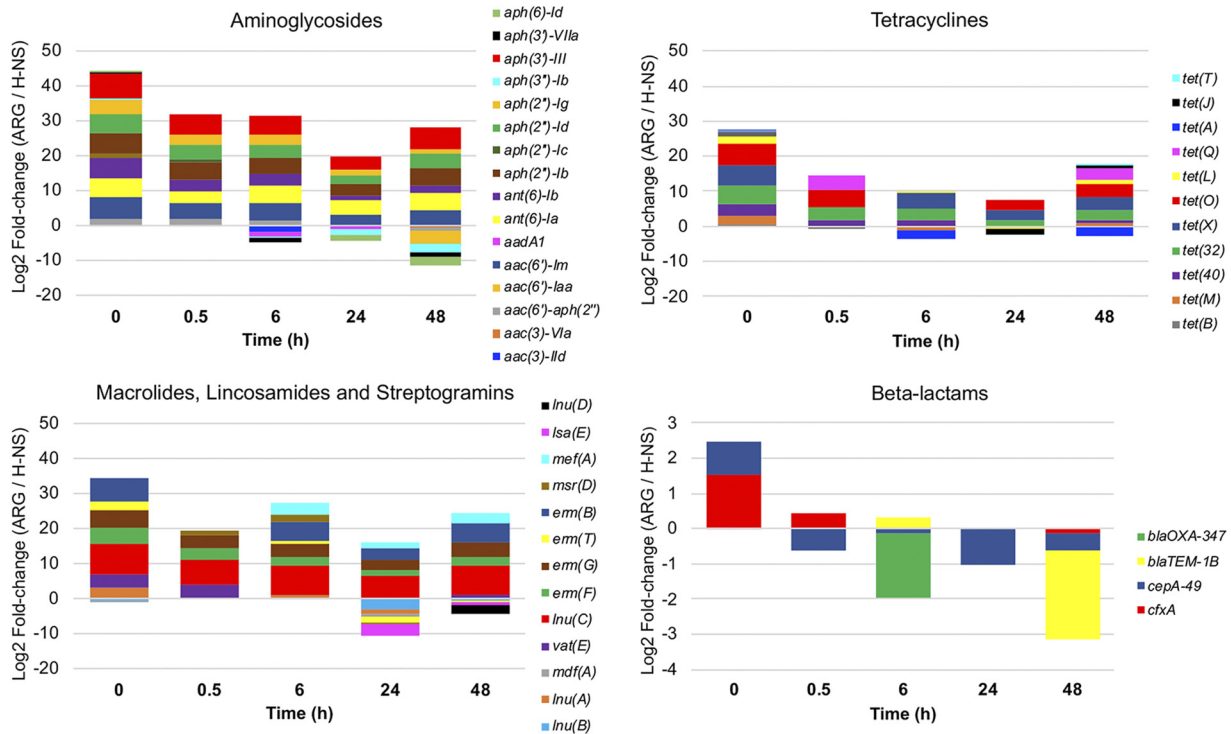 Aminoglycosides
Log2 Fold-change (ARG / H-NS)
50
40
30
20
10
0
-10
-20
0 0.5 6 24 48
Time (h)
aph(6)-Id
aph(3')-VIIa
aph(3')-III
aph(3")-Ib
aph(2")-Ig
aph(2")-Id
aph(2")-Ic
aph(2")-Ib
ant(6)-Ib
ant(6)-Ia
aadA1
aac(6')-Im
aac(6')-Iaa
aac(6')-aph(2")
aac(3)-VIa
aac(3)-IId
Tetracyclines
Log2 Fold-change (ARG / H-NS)
50
40
30
20
10
0
-10
-20
0 0.5 6 24 48
Time (h)
tet(T)
tet(J)
tet(A)
tet(Q)
tet(L)
tet(O)
tet(X)
tet(32)
tet(40)
tet(M)
tet(B)
Macrolides, Lincosamides and Streptogramins
Log2 Fold-change (ARG / H-NS)
50
40
30
20
10
0
-10
-20
0 0.5 6 24 48
Time (h)
lnu(D)
lsa(E)
mef(A)
msr(D)
erm(B)
erm(T)
erm(G)
erm(F)
lnu(C)
vat(E)
mdf(A)
lnu(A)
lnu(B)
Beta-lactams
Log2 Fold-change (ARG / H-NS)
3
2
1
0
-1
-2
-3
-4
0 0.5 6 24 48
Time (h)
blaOXA-347
blaTEM-1B
cepA-49
cfxA